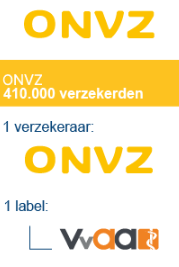 ONVZ
ONVZ
410.000 verzekerden
1 verzekeraar:
ONVZ
1 label:
VvAA